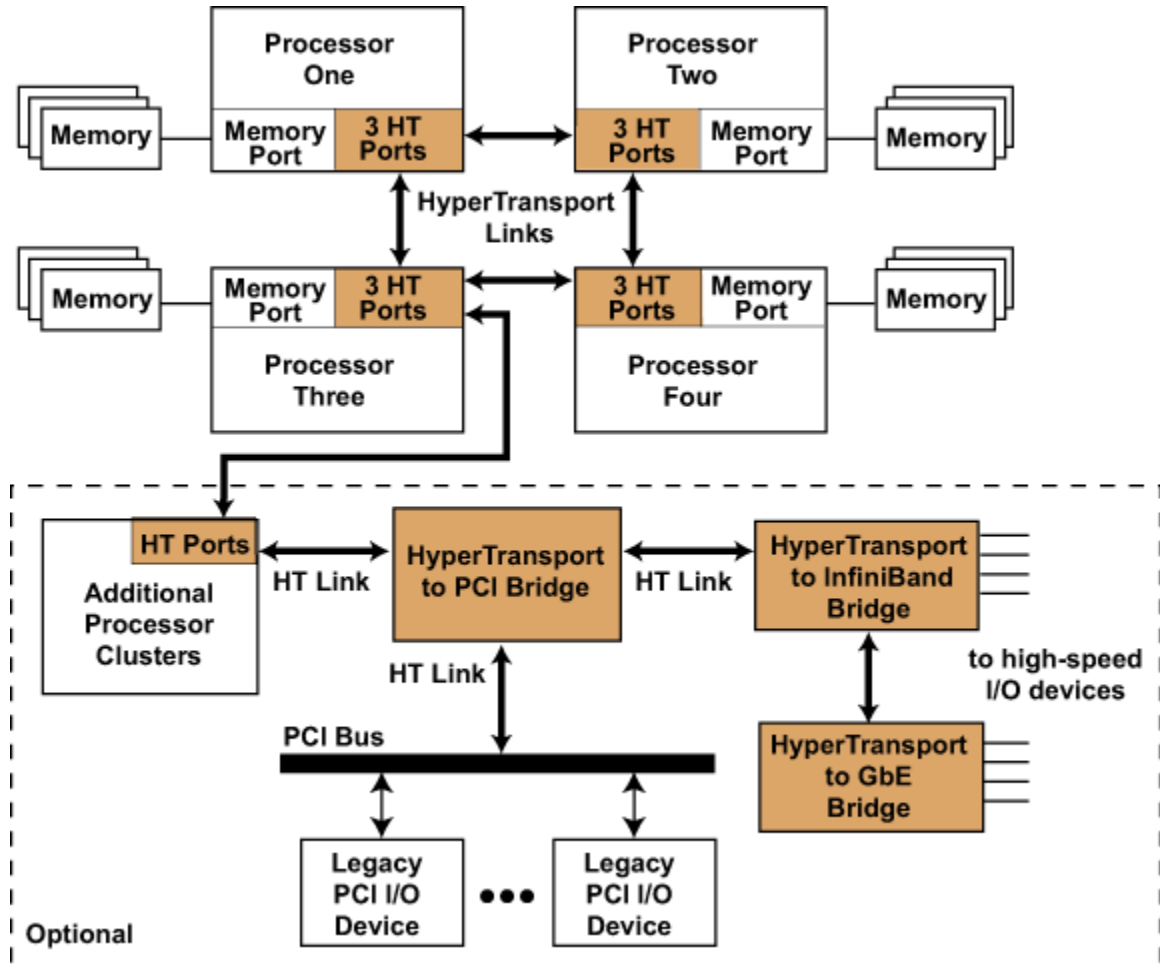 Processor
One
Processor
Two
Memory
Memory
Port
3 HT
Ports
3 HT
Ports
Memory
Port
Memory
HyperTransport
Links
Memory
Memory
Port
3 HT
Ports
3 HT
Ports
Memory
Port
Memory
Processor
Three
Processor
Four
HT Ports
Additional
Processor
Clusters
HT Link
HyperTransport
to PCI Bridge
HT Link
HyperTransport
to InfiniBand
Bridge
HT Link
to high-speed
I/O devices
PCI Bus
HyperTransport
to GbE
Bridge
Legacy
PCI I/O
Device
Legacy
PCI I/O
Device
Optional